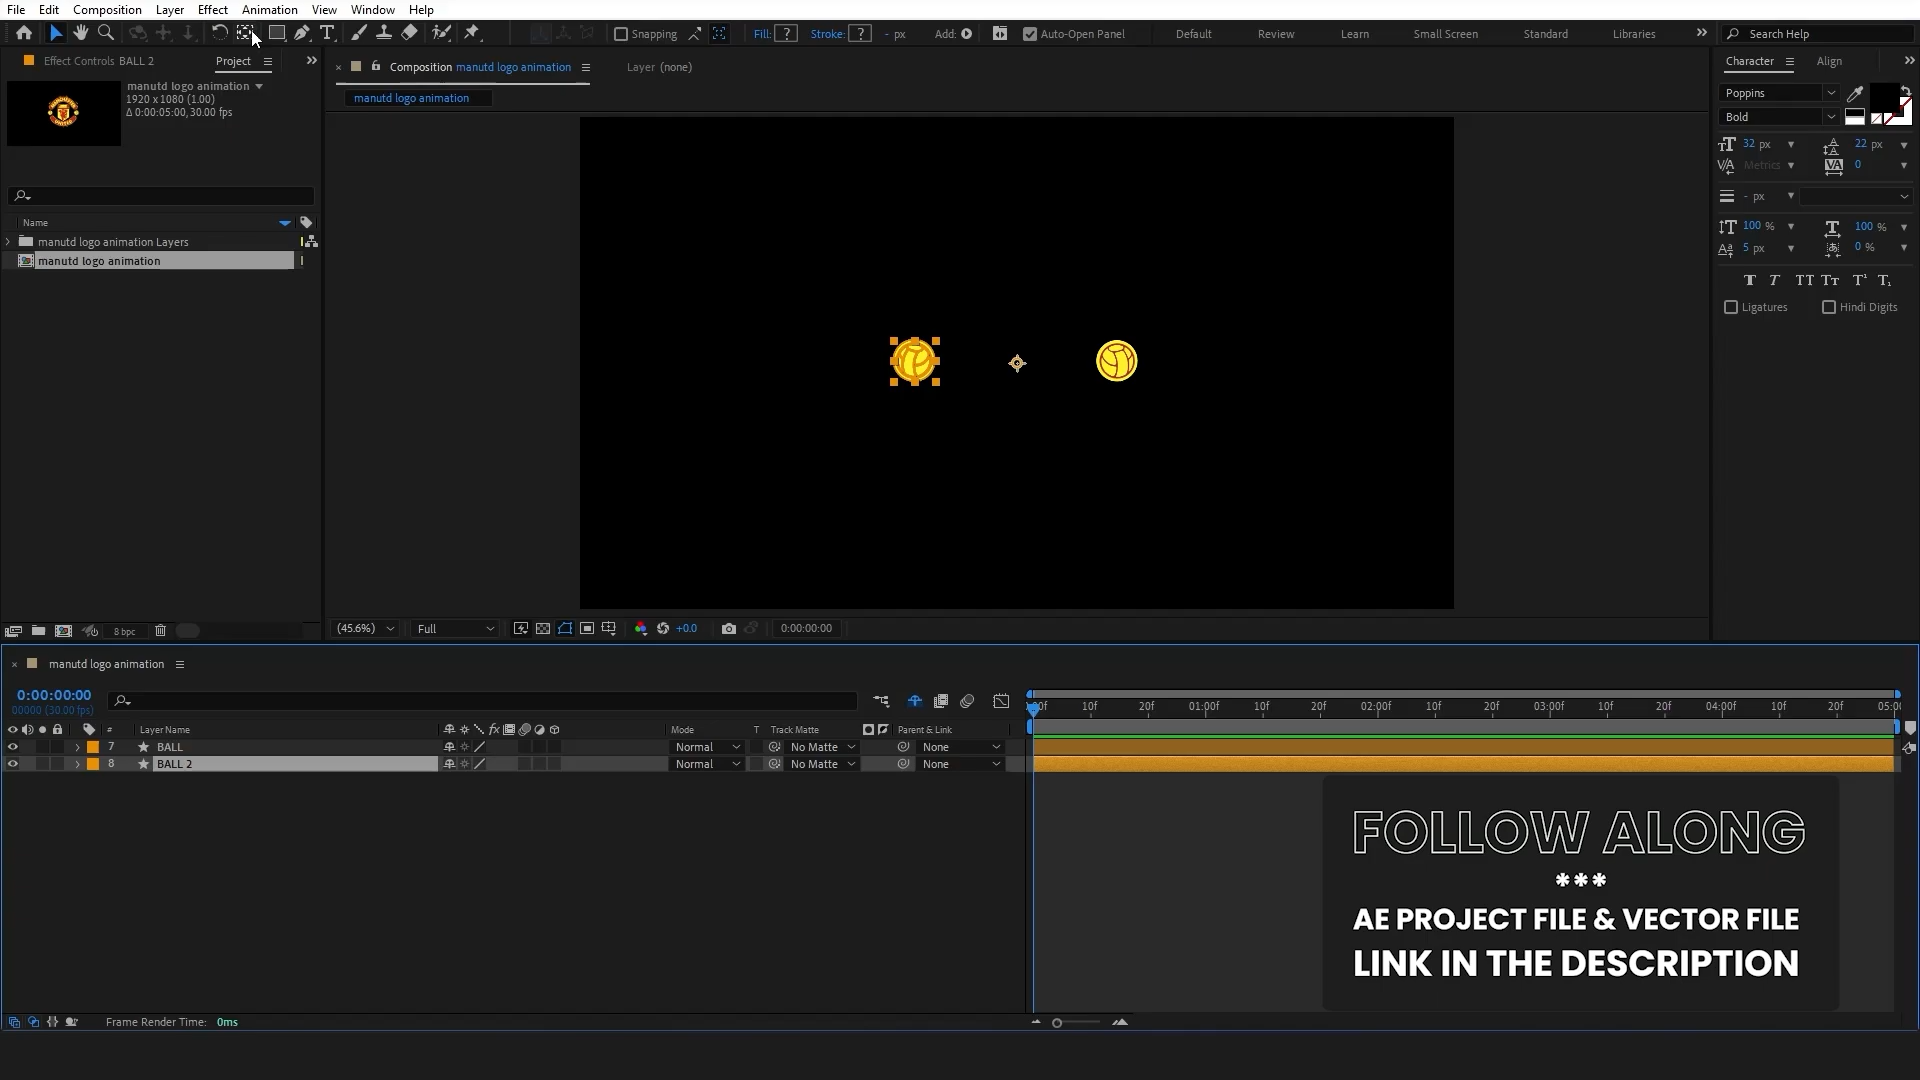 File Edit Composition Layer Effect Animation View Window Help
Snapping Fill: ? Stroke: ? - px Add: Auto-Open Panel Default Review Learn Small Screen Standard Libraries Search Help
Effect Controls BALL 2 Project
manutd logo animation
1920 x 1080 (1.00)
Δ 0:00:05:00, 30.00 fps
Name
manutd logo animation Layers
manutd logo animation
8 bpc
Composition manutd logo animation Layer (none)
manutd logo animation
(45.6%) Full +0.0 0:00:00:00
Character Align
Poppins
Bold
32 px 22 px
Metrics 0
- px
100 % 100 %
5 px 0 %
Ligatures Hindi Digits
manutd logo animation
0:00:00:00
00000 (30.00 fps)
# Layer Name Mode T Track Matte Parent & Link
7 BALL Normal No Matte None
8 BALL 2 Normal No Matte None
10f 20f 01:00f 10f 20f 02:00f 10f 20f 03:00f 10f 20f 04:00f 10f 20f
FOLLOW ALONG
***
AE PROJECT FILE & VECTOR FILE
LINK IN THE DESCRIPTION
Frame Render Time: 0ms